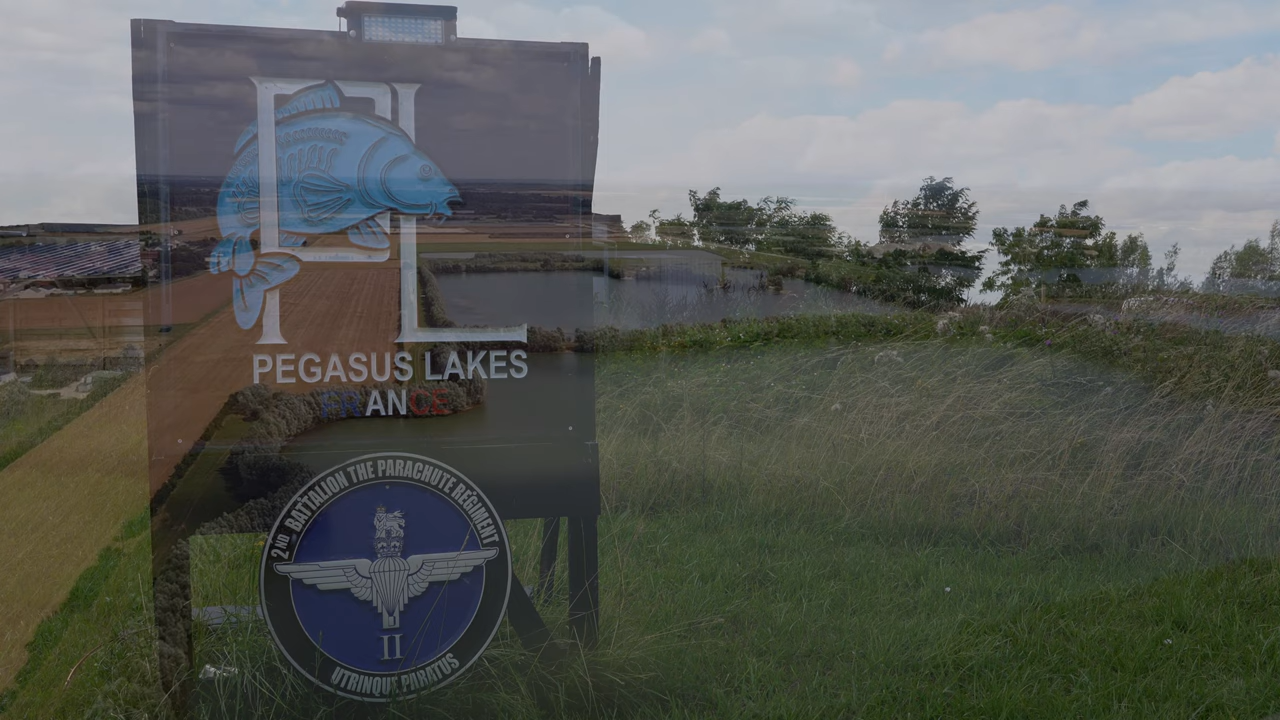 PL
PEGASUS LAKES
FRANCE
2ND BATTALION THE PARACHUTE REGIMENT
II
UTRINQUE PARATUS